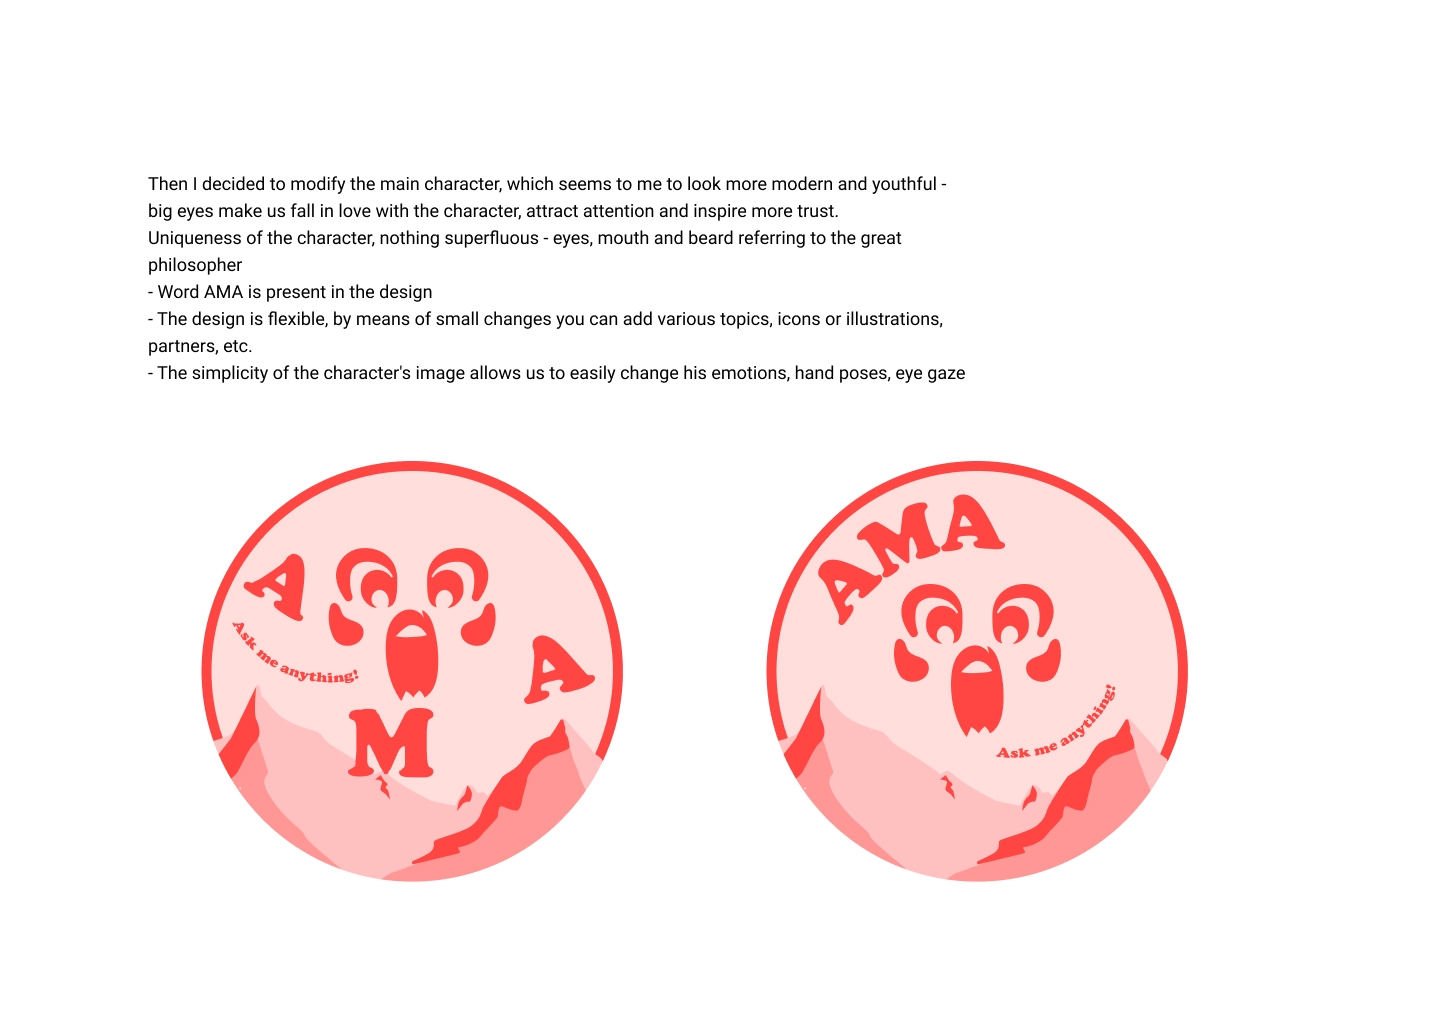 Then I decided to modify the main character, which seems to me to look more modern and youthful -
big eyes make us fall in love with the character, attract attention and inspire more trust.
Uniqueness of the character, nothing superfluous - eyes, mouth and beard referring to the great
philosopher
- Word AMA is present in the design
- The design is flexible, by means of small changes you can add various topics, icons or illustrations,
partners, etc.
- The simplicity of the character's image allows us to easily change his emotions, hand poses, eye gaze
A
M
A
Ask me anything!
AMA
Ask me anything!